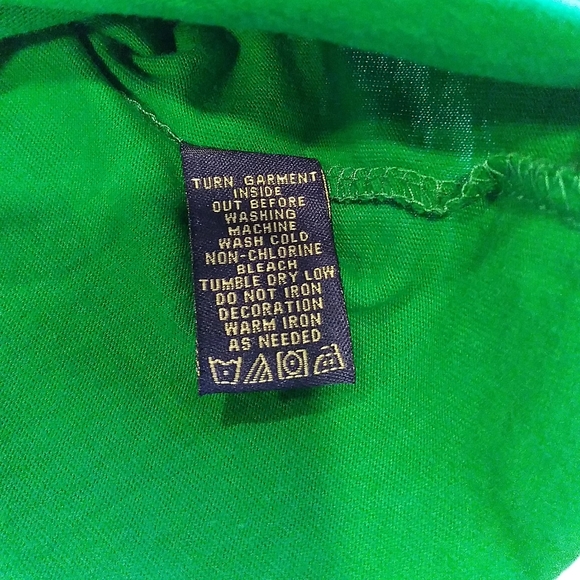 TURN GARMENT
INSIDE
OUT BEFORE
WASHING
MACHINE
WASH COLD
NON-CHLORINE
BLEACH
TUMBLE DRY LOW
DO NOT IRON
DECORATION
WARM IRON
AS NEEDED